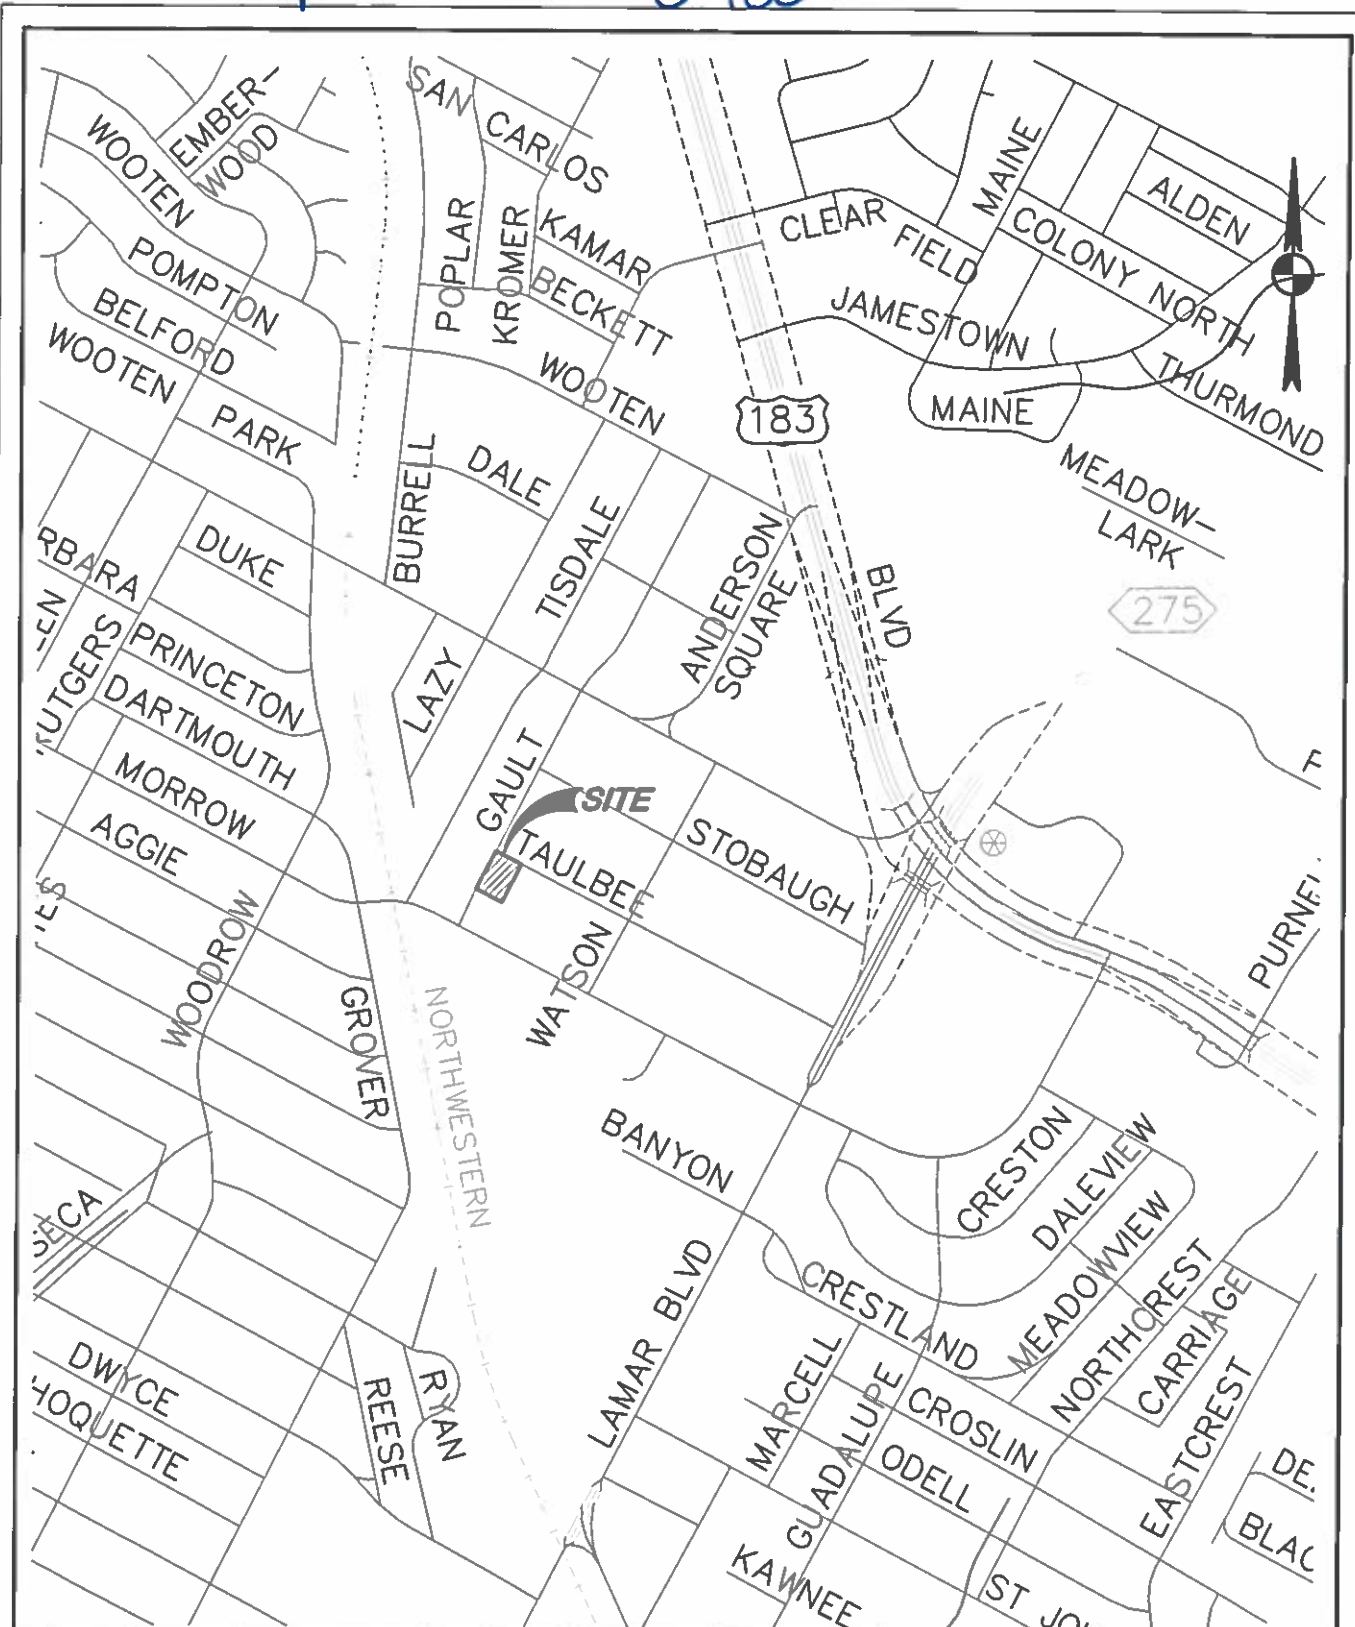 EMBER-
WOOD
WOOTEN
SAN
CARLOS
POPLAR
KROMER
KAMAR
BECKETT
WOOTEN
CLEAR
FIELD
MAINE
ALDEN
COLONY NORTH
JAMESTOWN
MAINE
THURMOND
183
MEADOW-
LARK
275
POMPTON
BELFORD
WOOTEN
PARK
BURRELL
DALE
TISDALE
ANDERSON
SQUARE
BLVD
DUKE
RBARA
RUTGERS
PRINCETON
DARTMOUTH
LAZY
GAULT
SITE
TAULBEE
STOBAUGH
WATSON
MORROW
AGGIE
WOODROW
GROVER
NORTHWESTERN
BANYON
LAMAR BLVD
CRESTON
DALEVIEW
MEADOWVIEW
NORTHCREST
CARRIAGE
EASTCREST
CRESTLAND
CROSLIN
ODELL
MARCELL
GUADALUPE
KAWNEE
SECA
DWYCE
HOQUETTE
REESE
RYAN